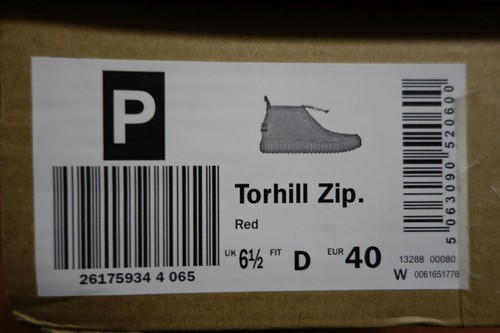 P
Torhill Zip.
Red
UK 6½ FIT D EUR 40
26175934 4 065
13288 00080
W 0061651776
5 063090 520600